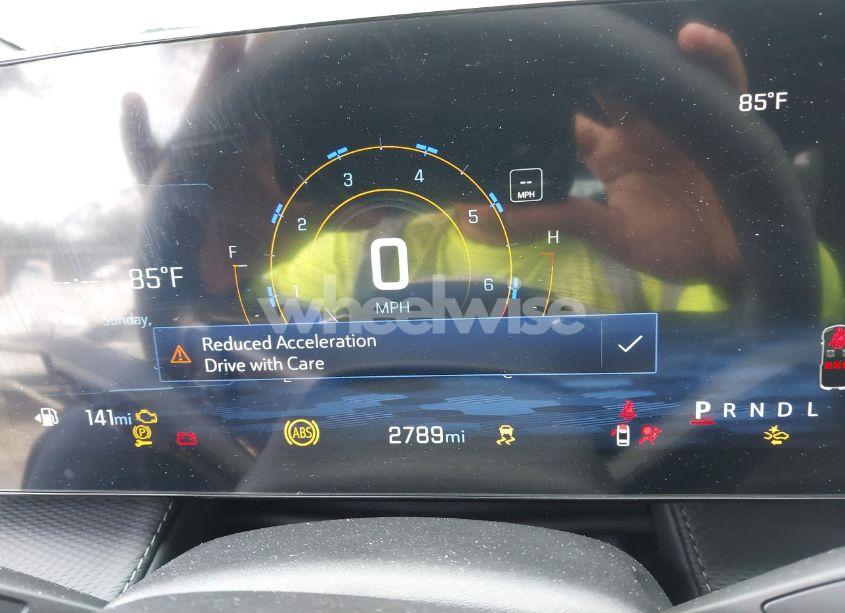 85°F
3 4
2 5
1 6
--
MPH
F H
--:-- 85°F
0
MPH
Sunday,
wheelwise
Reduced Acceleration
Drive with Care
141mi
P
ABS
2789mi
P R N D L